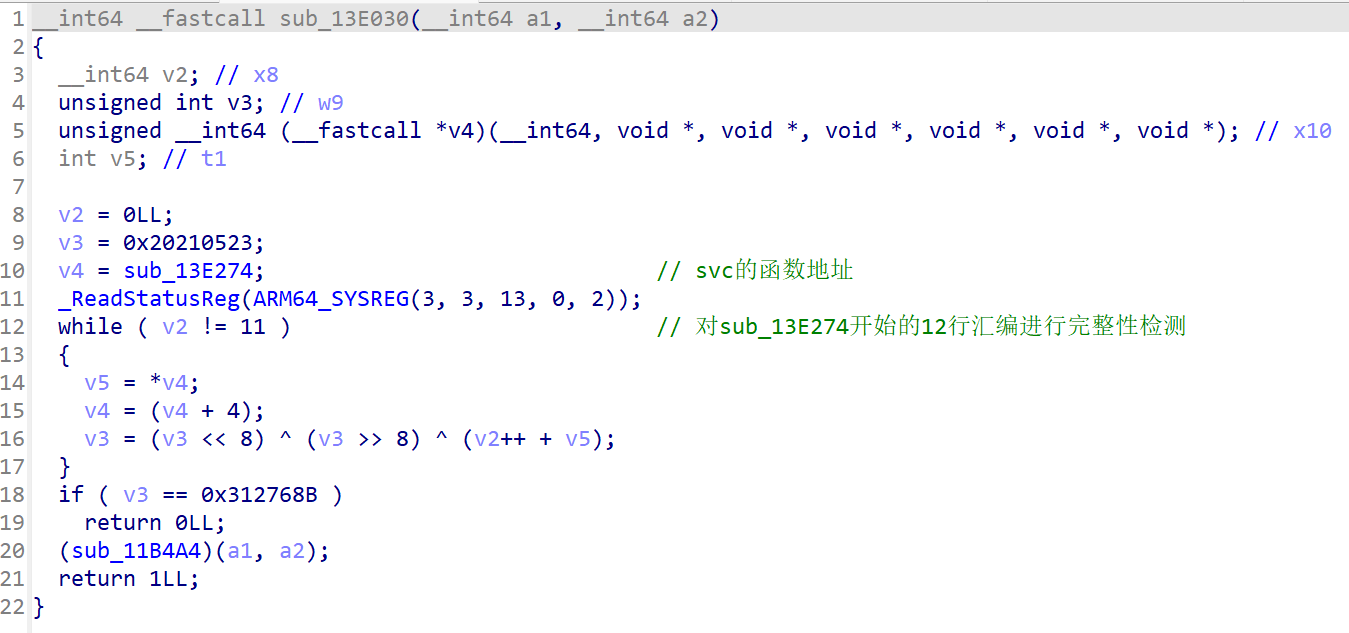 1 __int64 __fastcall sub_13E030(__int64 a1, __int64 a2)
2 {
3 __int64 v2; // x8
4 unsigned int v3; // w9
5 unsigned __int64 (__fastcall *v4)(__int64, void *, void *, void *, void *, void *, void *); // x10
6 int v5; // t1
7
8 v2 = 0LL;
9 v3 = 0x20210523;
10 v4 = sub_13E274; // svc的函数地址
11 _ReadStatusReg(ARM64_SYSREG(3, 3, 13, 0, 2));
12 while ( v2 != 11 ) // 对sub_13E274开始的12行汇编进行完整性检测
13 {
14 v5 = *v4;
15 v4 = (v4 + 4);
16 v3 = (v3 << 8) ^ (v3 >> 8) ^ (v2++ + v5);
17 }
18 if ( v3 == 0x312768B )
19 return 0LL;
20 (sub_11B4A4)(a1, a2);
21 return 1LL;
22 }